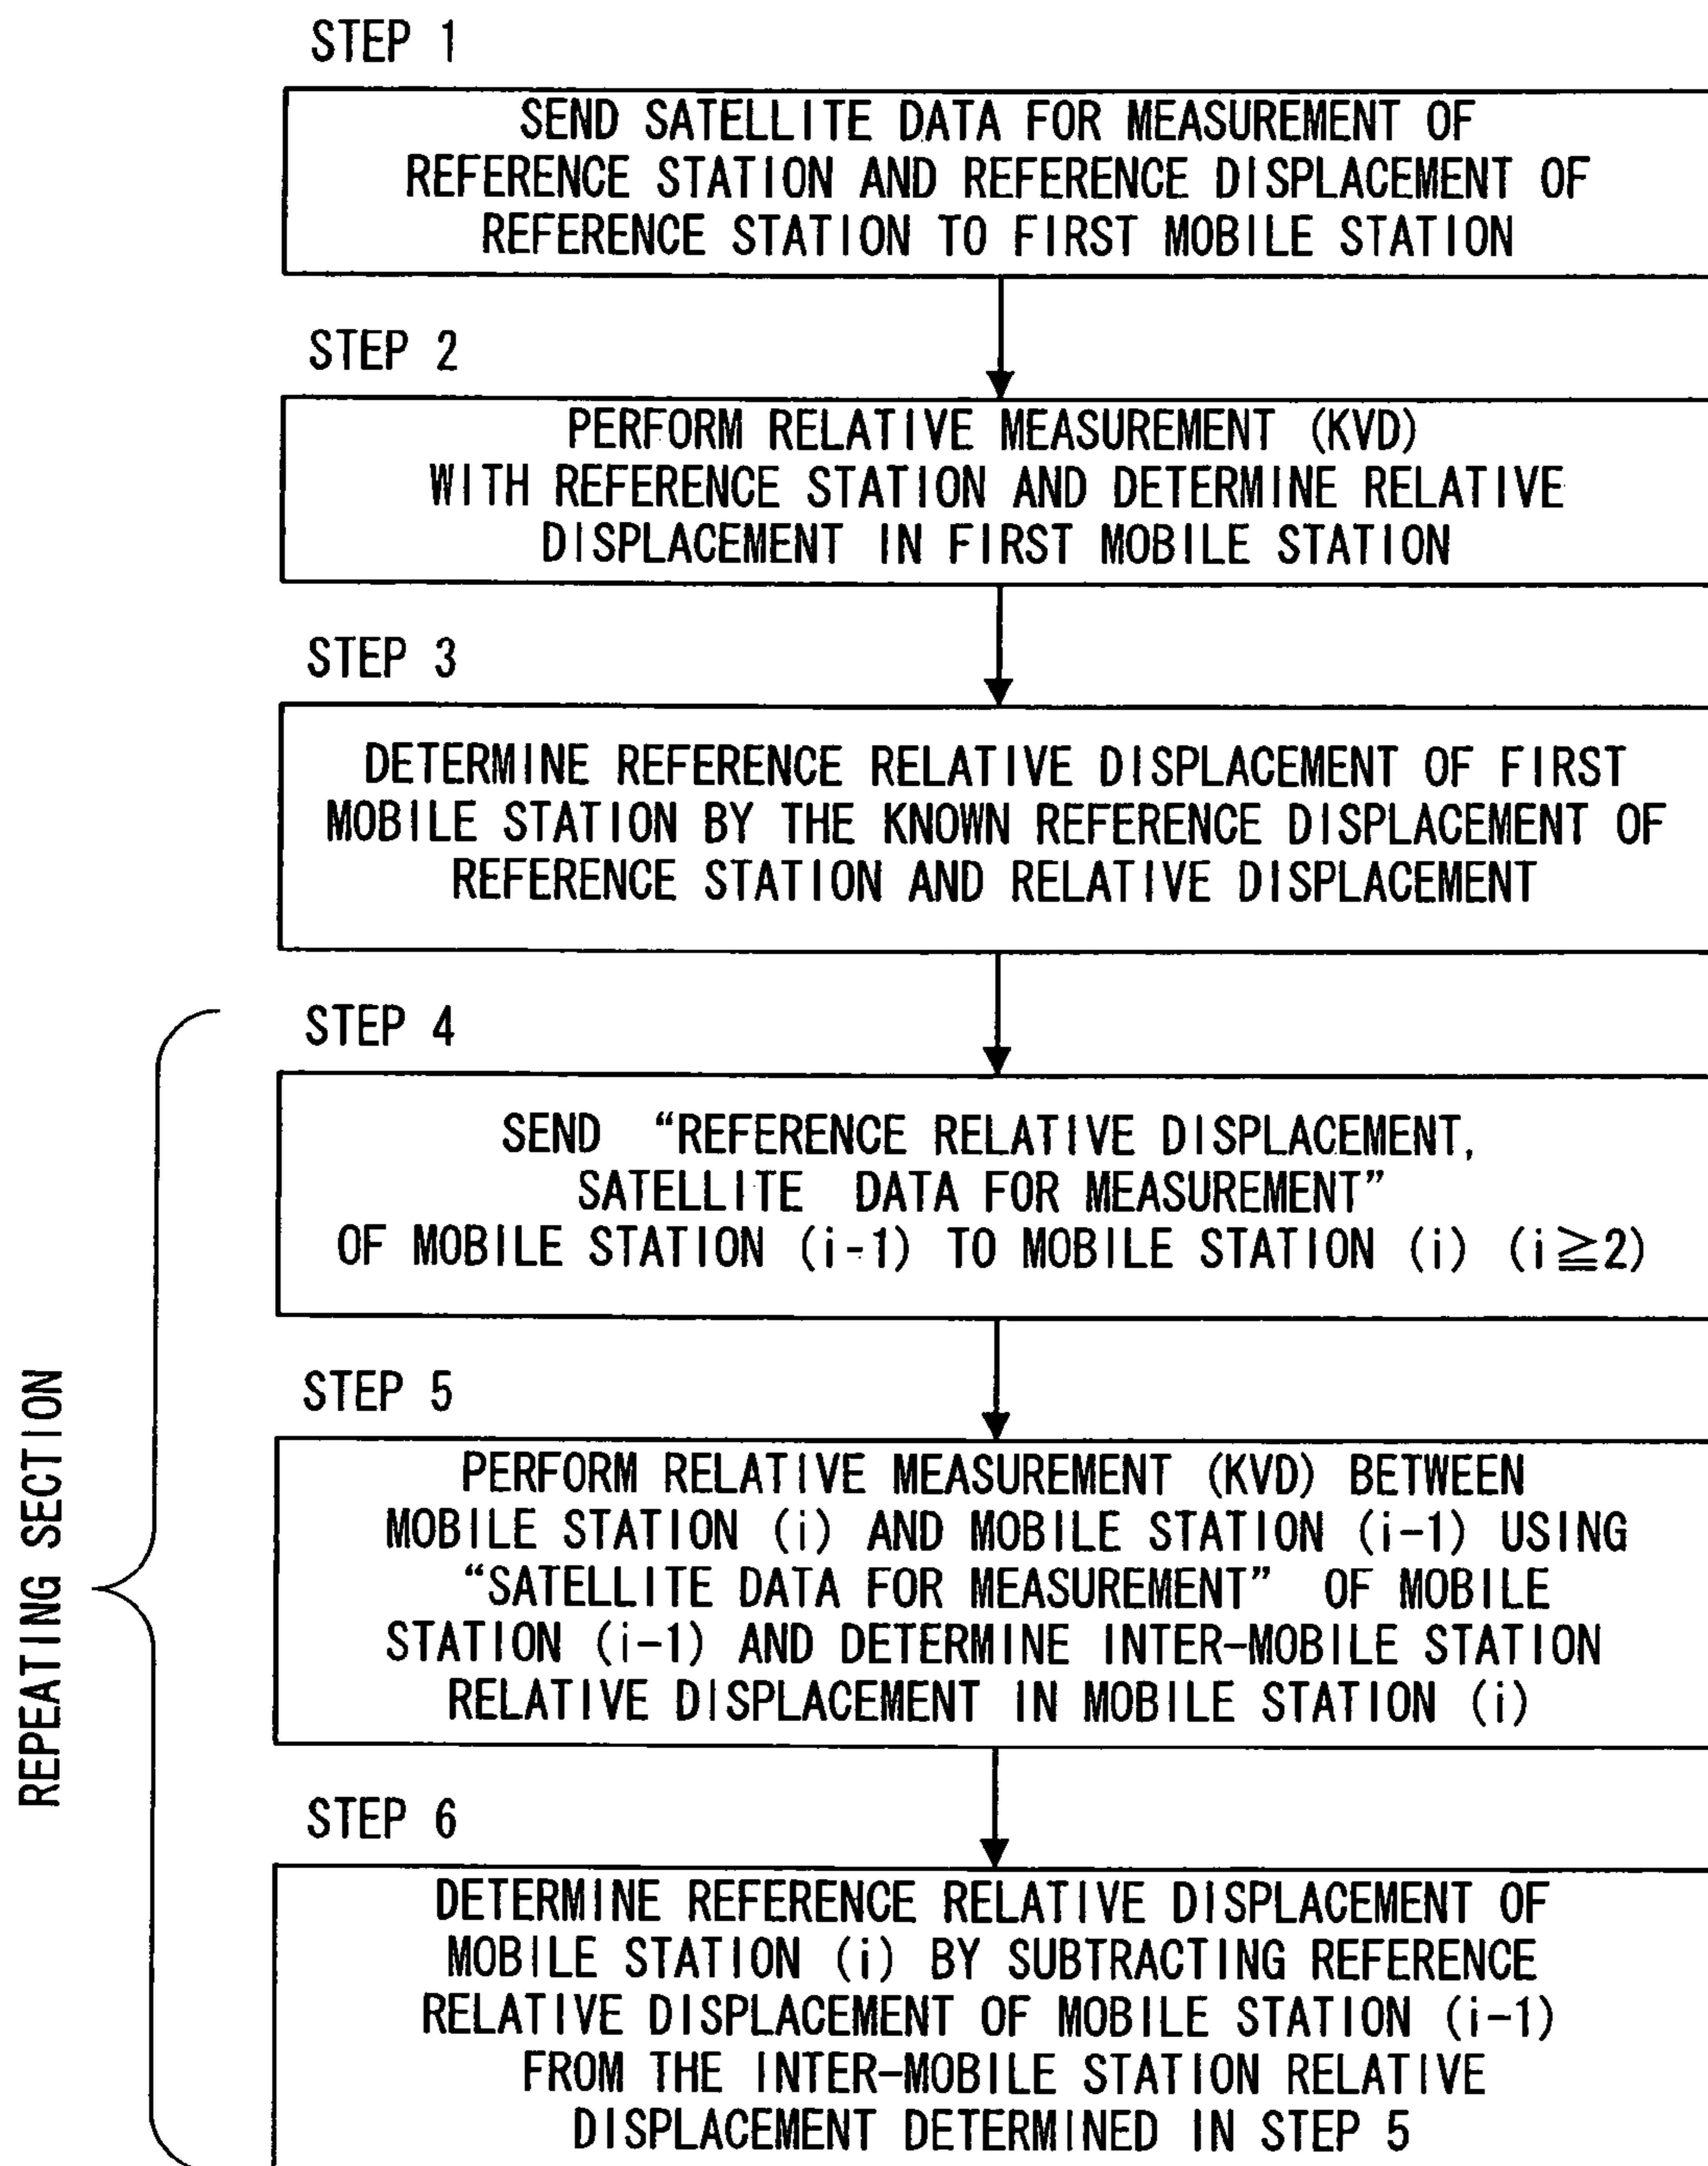 STEP 1
SEND SATELLITE DATA FOR MEASUREMENT OF
REFERENCE STATION AND REFERENCE DISPLACEMENT OF
REFERENCE STATION TO FIRST MOBILE STATION
STEP 2
PERFORM RELATIVE MEASUREMENT (KVD)
WITH REFERENCE STATION AND DETERMINE RELATIVE
DISPLACEMENT IN FIRST MOBILE STATION
STEP 3
DETERMINE REFERENCE RELATIVE DISPLACEMENT OF FIRST
MOBILE STATION BY THE KNOWN REFERENCE DISPLACEMENT OF
REFERENCE STATION AND RELATIVE DISPLACEMENT
REPEATING SECTION
STEP 4
SEND “REFERENCE RELATIVE DISPLACEMENT,
SATELLITE DATA FOR MEASUREMENT”
OF MOBILE STATION (i-1) TO MOBILE STATION (i) (i≧2)
STEP 5
PERFORM RELATIVE MEASUREMENT (KVD) BETWEEN
MOBILE STATION (i) AND MOBILE STATION (i-1) USING
“SATELLITE DATA FOR MEASUREMENT” OF MOBILE
STATION (i-1) AND DETERMINE INTER-MOBILE STATION
RELATIVE DISPLACEMENT IN MOBILE STATION (i)
STEP 6
DETERMINE REFERENCE RELATIVE DISPLACEMENT OF
MOBILE STATION (i) BY SUBTRACTING REFERENCE
RELATIVE DISPLACEMENT OF MOBILE STATION (i-1)
FROM THE INTER-MOBILE STATION RELATIVE
DISPLACEMENT DETERMINED IN STEP 5